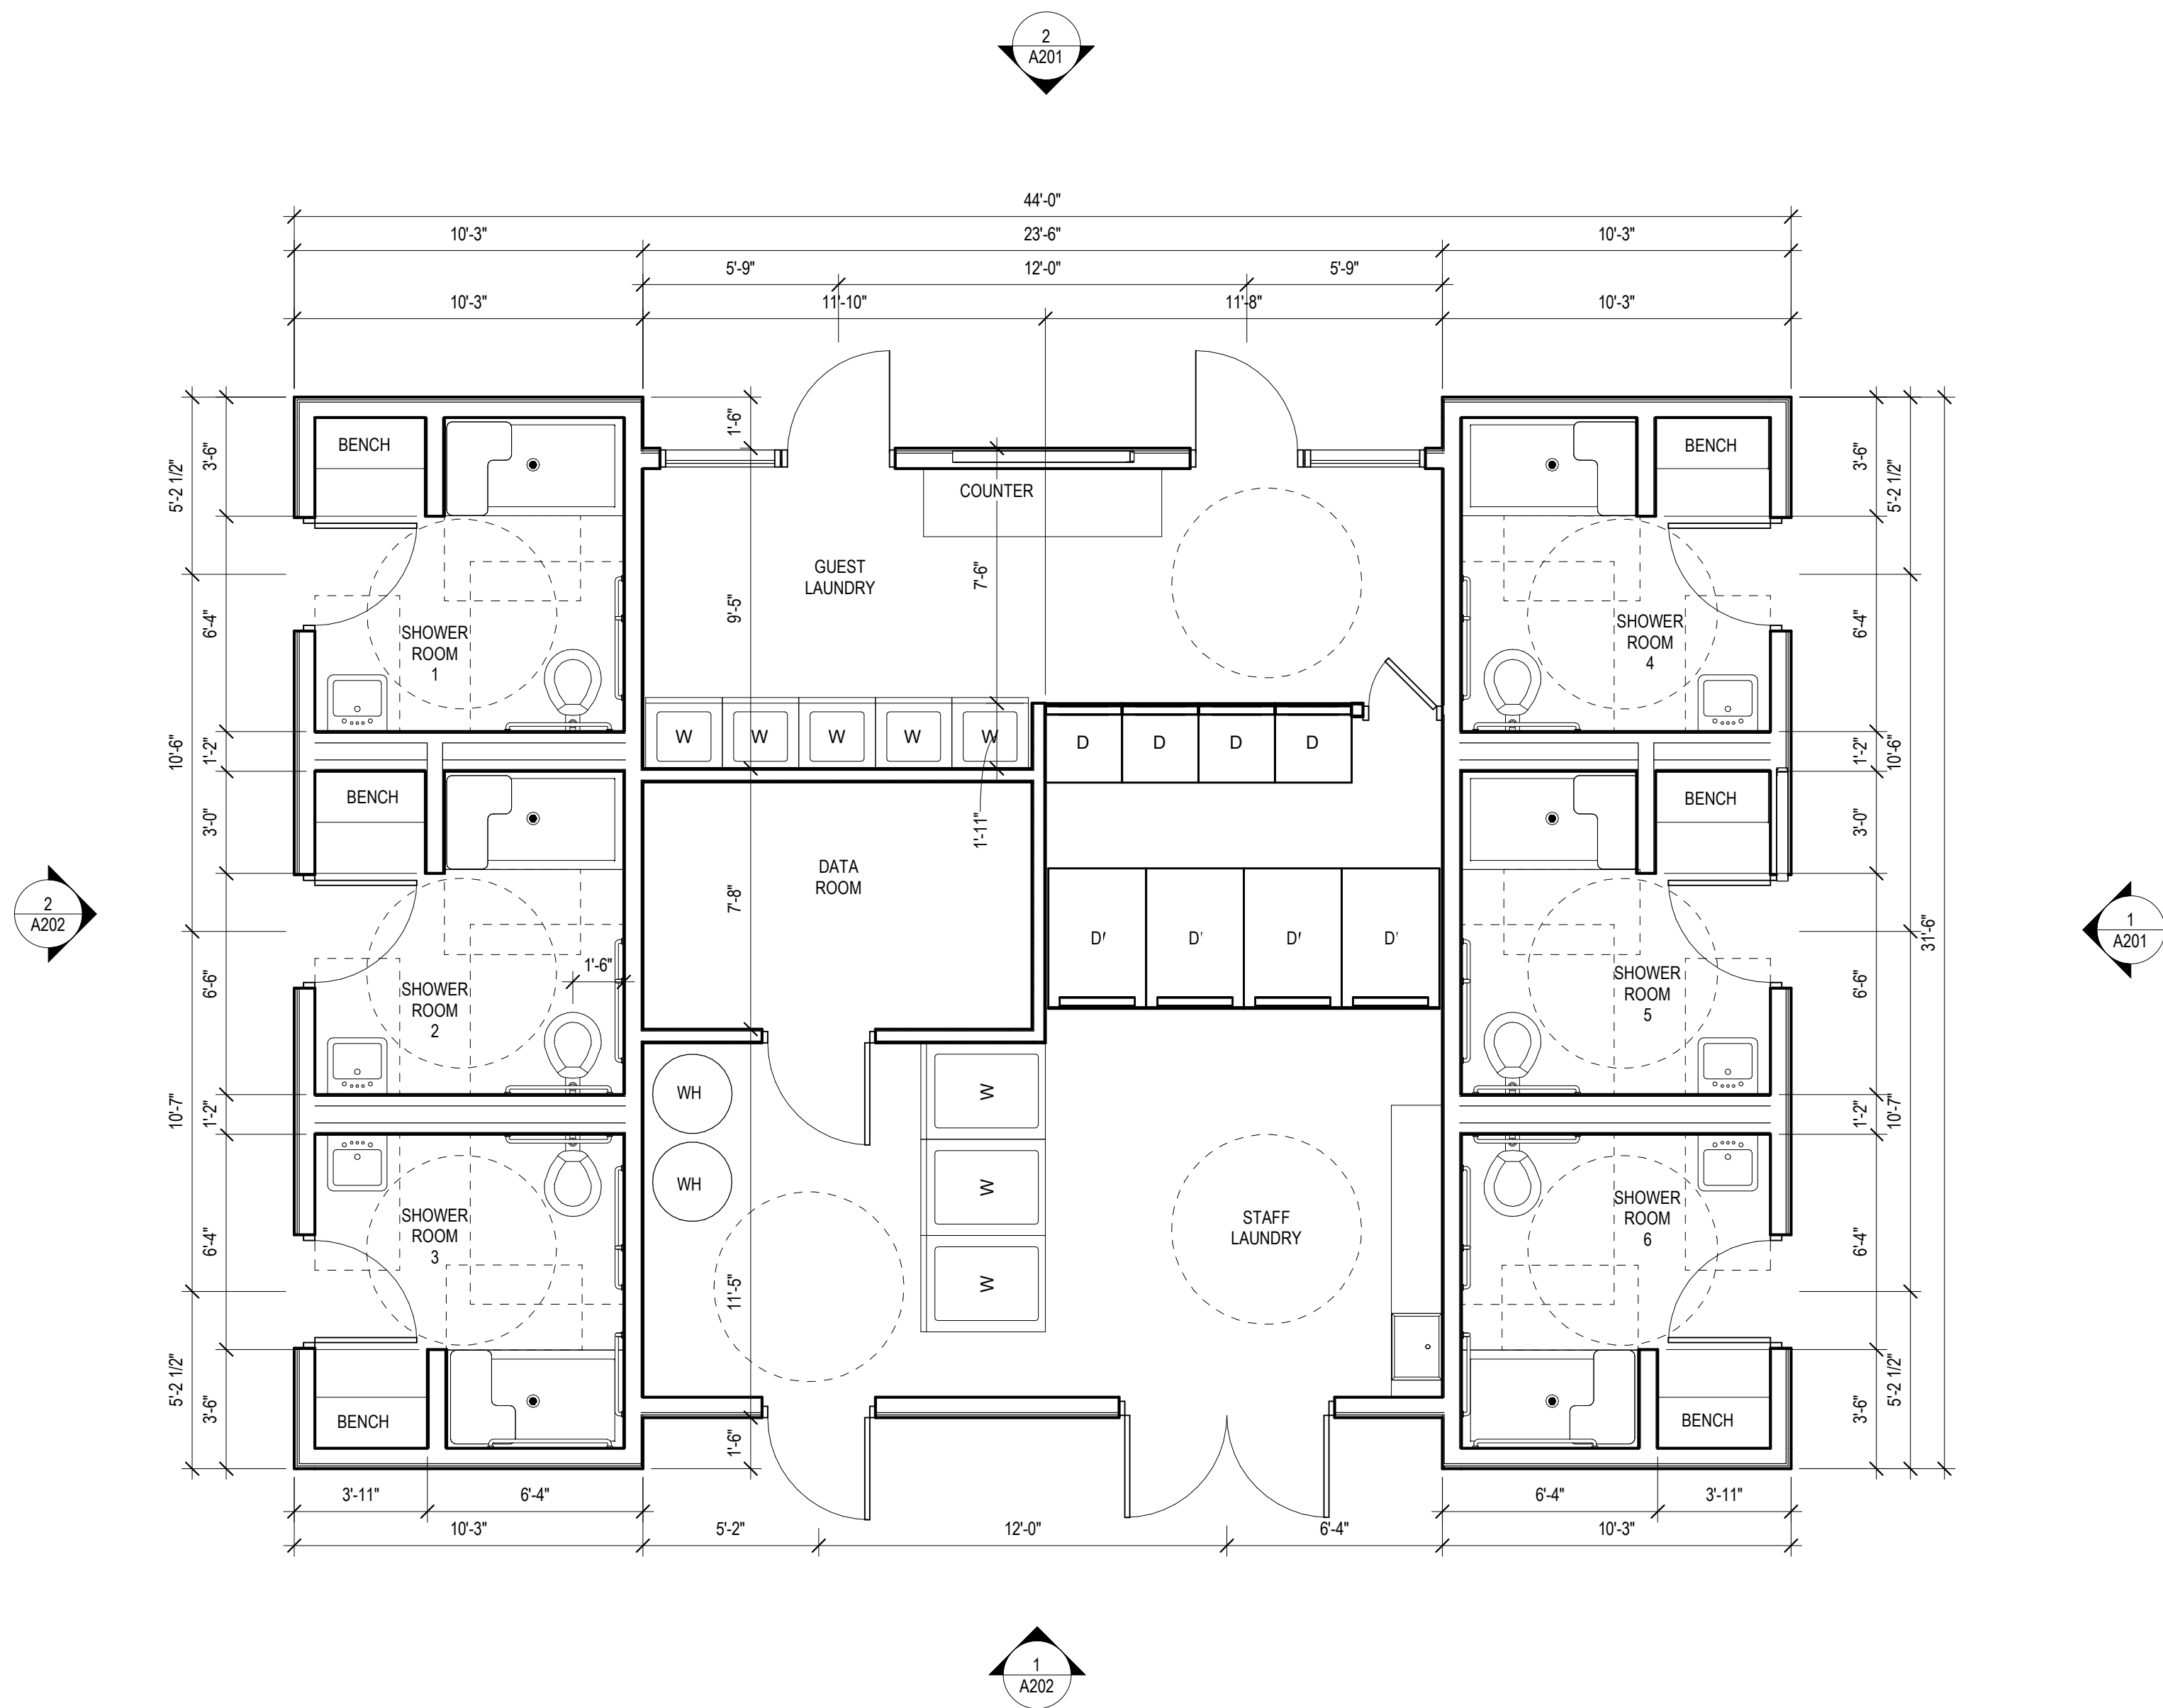 2
A201
44'-0"
10'-3"
23'-6"
10'-3"
5'-9"
12'-0"
5'-9"
10'-3"
11'-10"
11'-8"
10'-3"
BENCH
BENCH
COUNTER
GUEST
LAUNDRY
SHOWER
ROOM
1
SHOWER
ROOM
4
5'-2 1/2"
3'-6"
1'-6"
3'-6"
5'-2 1/2"
6'-4"
9'-5"
7'-6"
6'-4"
W
W
W
W
W
D
D
D
D
10'-6"
1'-2"
1'-2"
10'-6"
BENCH
BENCH
3'-0"
1'-11"
3'-0"
DATA
ROOM
2
A202
7'-8"
D'
D'
D'
D'
31'-6"
1
A201
6'-6"
1'-6"
6'-6"
SHOWER
ROOM
2
SHOWER
ROOM
5
WH
WH
W
W
W
10'-7"
1'-2"
1'-2"
10'-7"
SHOWER
ROOM
3
STAFF
LAUNDRY
SHOWER
ROOM
6
6'-4"
11'-5"
6'-4"
5'-2 1/2"
3'-6"
1'-6"
3'-6"
5'-2 1/2"
BENCH
BENCH
3'-11"
6'-4"
6'-4"
3'-11"
10'-3"
5'-2"
12'-0"
6'-4"
10'-3"
1
A202